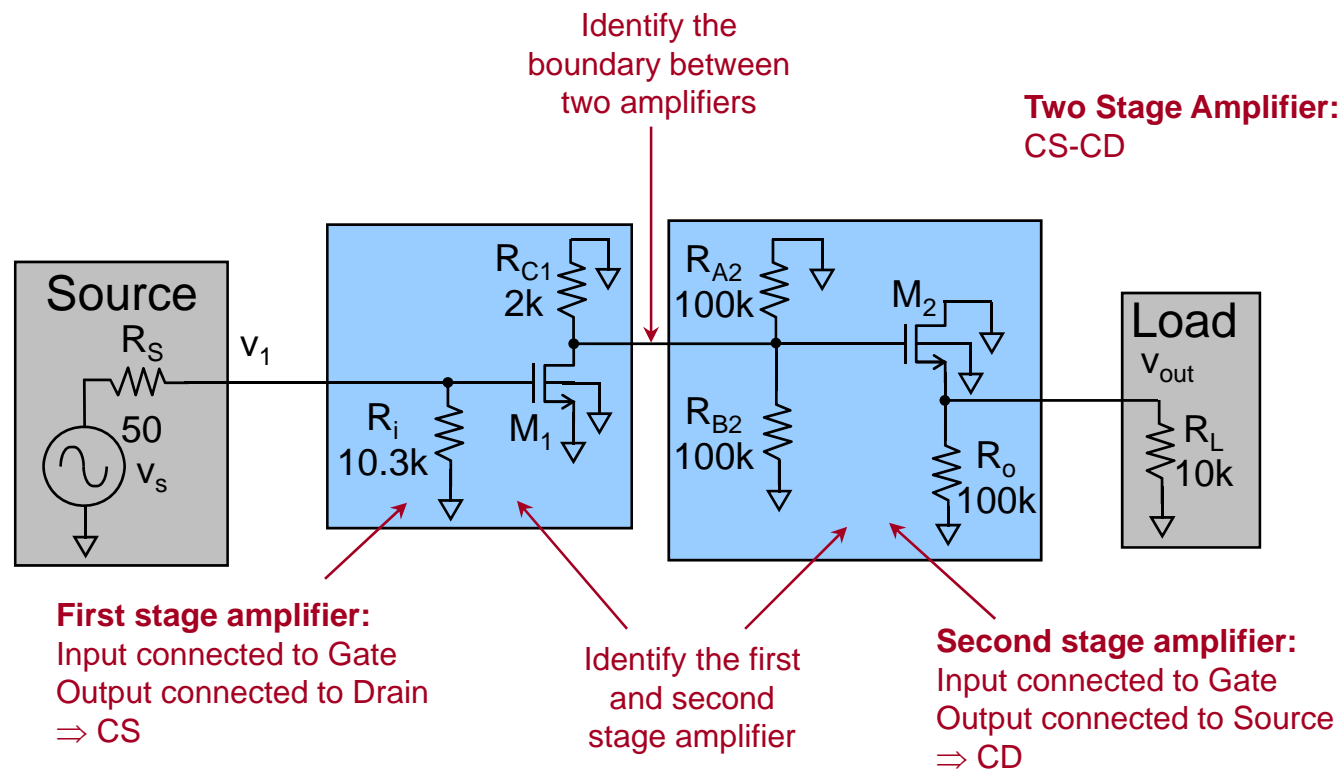 Identify the
boundary between
two amplifiers
Two Stage Amplifier:
CS-CD
Source
R_S
50
v_s
v_1
R_C1
2k
R_i
10.3k
M_1
R_A2
100k
R_B2
100k
M_2
R_o
100k
Load
v_out
R_L
10k
First stage amplifier:
Input connected to Gate
Output connected to Drain
⇒ CS
Identify the first
and second
stage amplifier
Second stage amplifier:
Input connected to Gate
Output connected to Source
⇒ CD